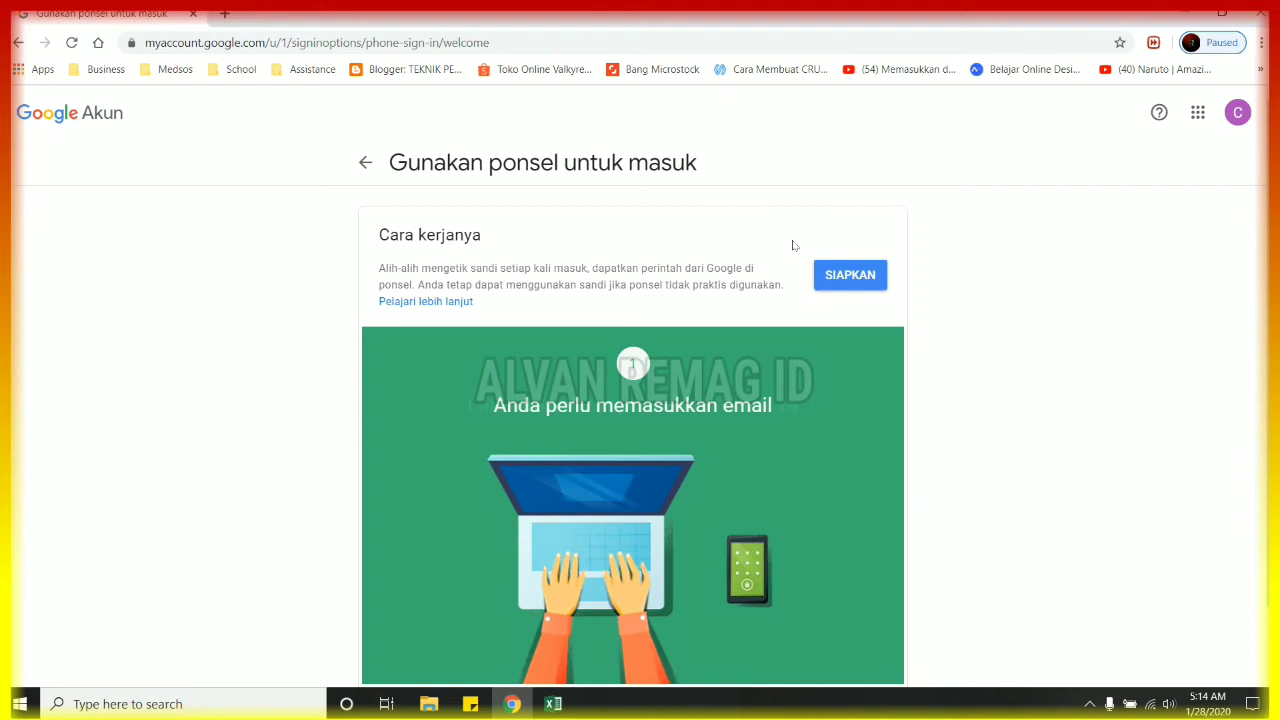 Gunakan ponsel untuk masuk
myaccount.google.com/u/1/signinoptions/phone-sign-in/welcome
Paused
Apps
Business
Medsos
School
Assistance
Blogger: TEKNIK PE...
Toko Online Valkyre...
Bang Microstock
Cara Membuat CRU...
(54) Memasukkan d...
Belajar Online Desi...
(40) Naruto | Amazi...
Google Akun
C
Gunakan ponsel untuk masuk
Cara kerjanya
Alih-alih mengetik sandi setiap kali masuk, dapatkan perintah dari Google di
ponsel. Anda tetap dapat menggunakan sandi jika ponsel tidak praktis digunakan.
Pelajari lebih lanjut
SIAPKAN
1
ALVAN REMAG ID
Anda perlu memasukkan email
Type here to search
5:14 AM
1/28/2020